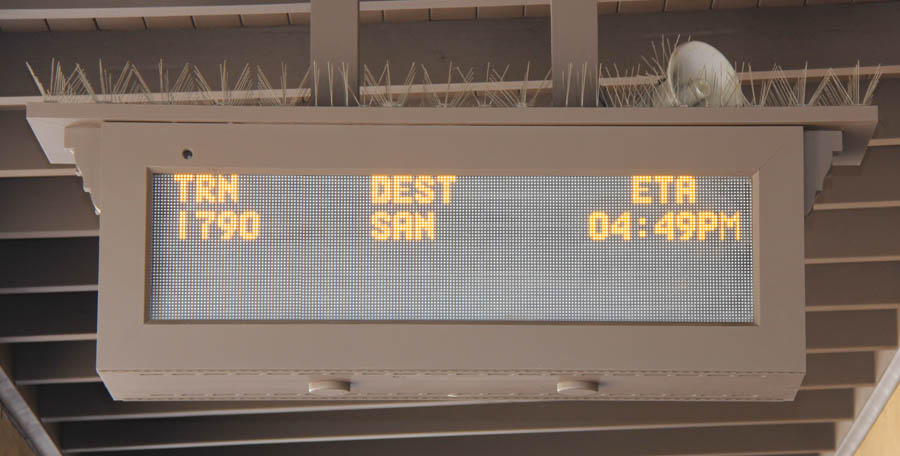 TRN DEST ETA
1790 SAN 04:49PM